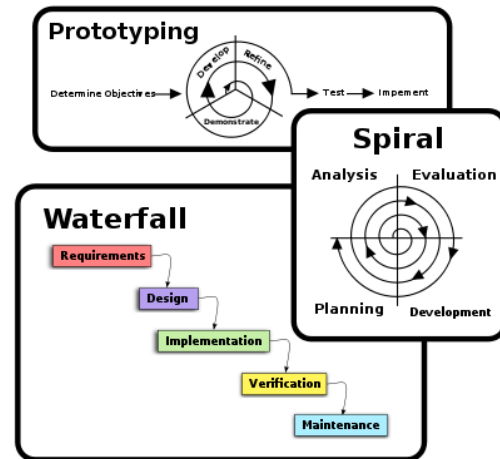 Prototyping
Develop
Refine
Determine Objectives
Demonstrate
Test
Impement
Spiral
Analysis
Evaluation
Planning
Development
Waterfall
Requirements
Design
Implementation
Verification
Maintenance